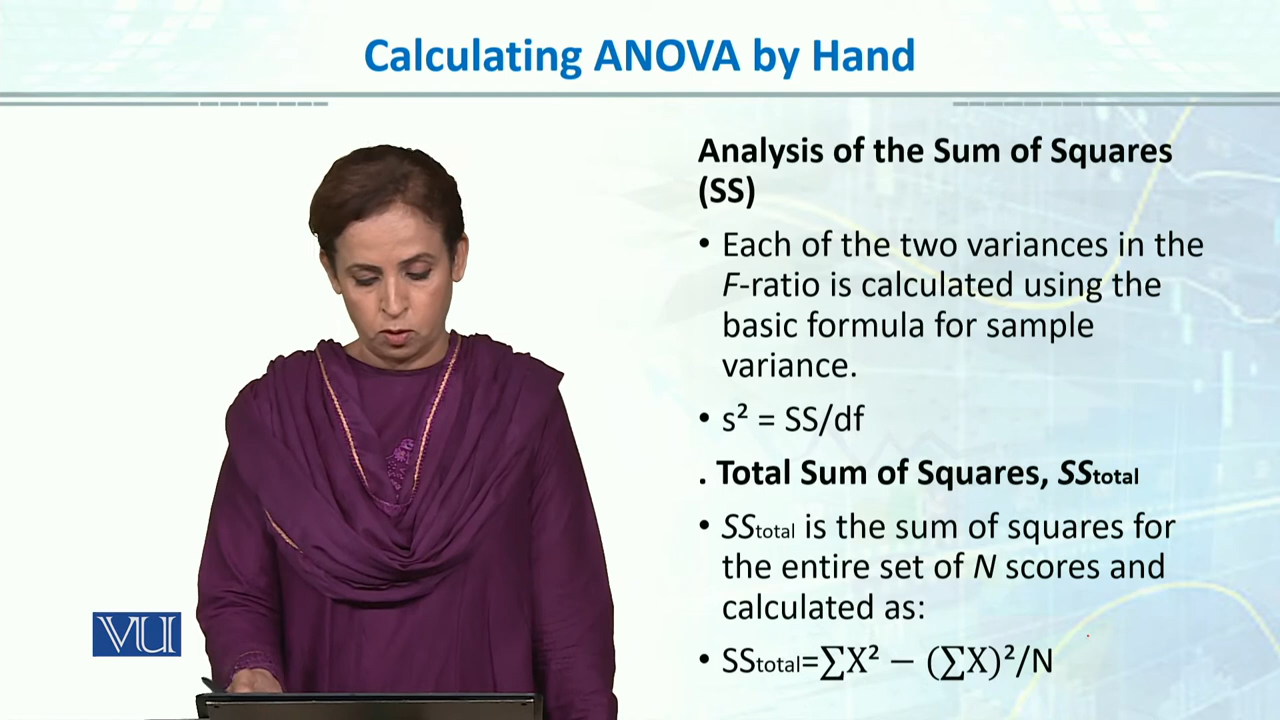 Calculating ANOVA by Hand
Analysis of the Sum of Squares
(SS)
• Each of the two variances in the
F-ratio is calculated using the
basic formula for sample
variance.
• s² = SS/df
. Total Sum of Squares, SStotal
• SStotal is the sum of squares for
the entire set of N scores and
calculated as:
• SStotal=∑X² − (∑X)²/N
VU